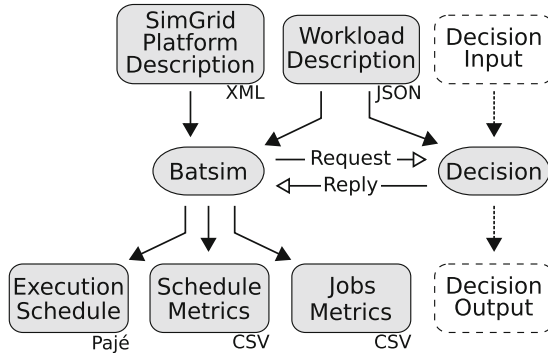 SimGrid
Platform
Description
XML
Workload
Description
JSON
Decision
Input
Batsim
Request
Reply
Decision
Execution
Schedule
Pajé
Schedule
Metrics
CSV
Jobs
Metrics
CSV
Decision
Output